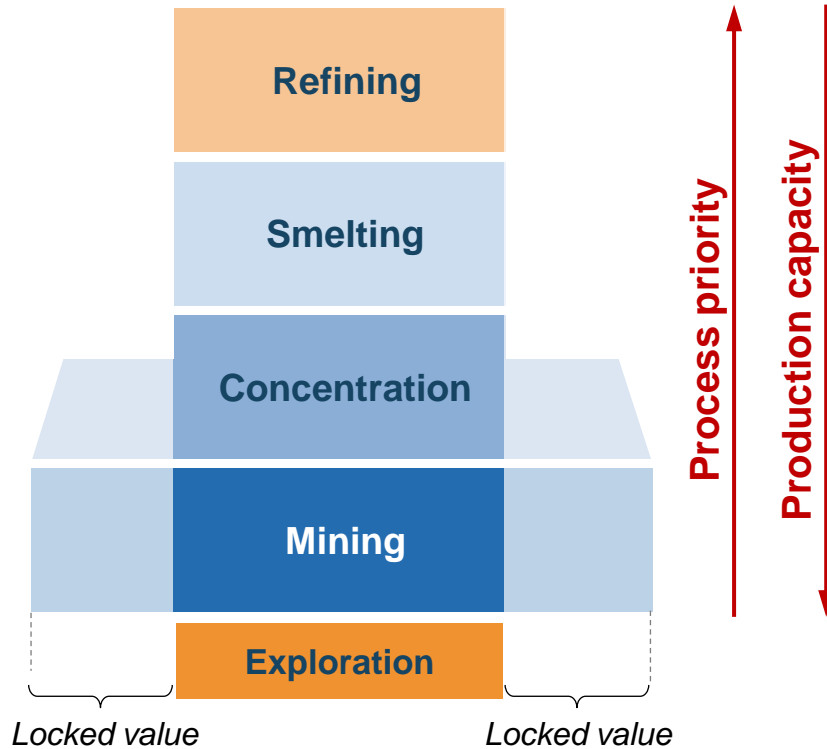 Refining
Smelting
Concentration
Mining
Exploration
Locked value
Locked value
Process priority
Production capacity